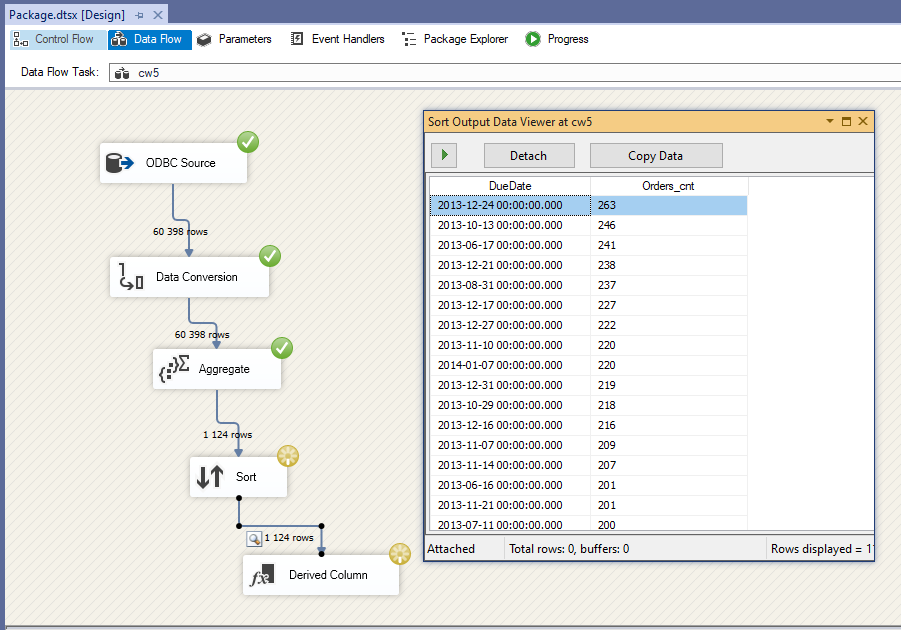 Package.dtsx [Design]
Control Flow Data Flow Parameters Event Handlers Package Explorer Progress
Data Flow Task: cw5
ODBC Source
60 398 rows
Data Conversion
60 398 rows
Aggregate
1 124 rows
Sort
1 124 rows
Derived Column
Sort Output Data Viewer at cw5
Detach Copy Data
DueDate Orders_cnt
2013-12-24 00:00:00.000 263
2013-10-13 00:00:00.000 246
2013-06-17 00:00:00.000 241
2013-12-21 00:00:00.000 238
2013-08-31 00:00:00.000 237
2013-12-17 00:00:00.000 227
2013-12-27 00:00:00.000 222
2013-11-10 00:00:00.000 220
2014-01-07 00:00:00.000 220
2013-12-31 00:00:00.000 219
2013-10-29 00:00:00.000 218
2013-12-16 00:00:00.000 216
2013-11-07 00:00:00.000 209
2013-11-14 00:00:00.000 207
2013-06-16 00:00:00.000 201
2013-11-21 00:00:00.000 201
2013-07-11 00:00:00.000 200
Attached Total rows: 0, buffers: 0 Rows displayed =